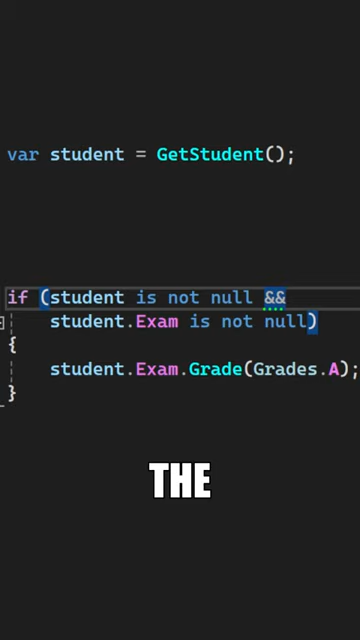 var student = GetStudent();
if (student is not null &&
student.Exam is not null)
{
student.Exam.Grade(Grades.A);
}
THE